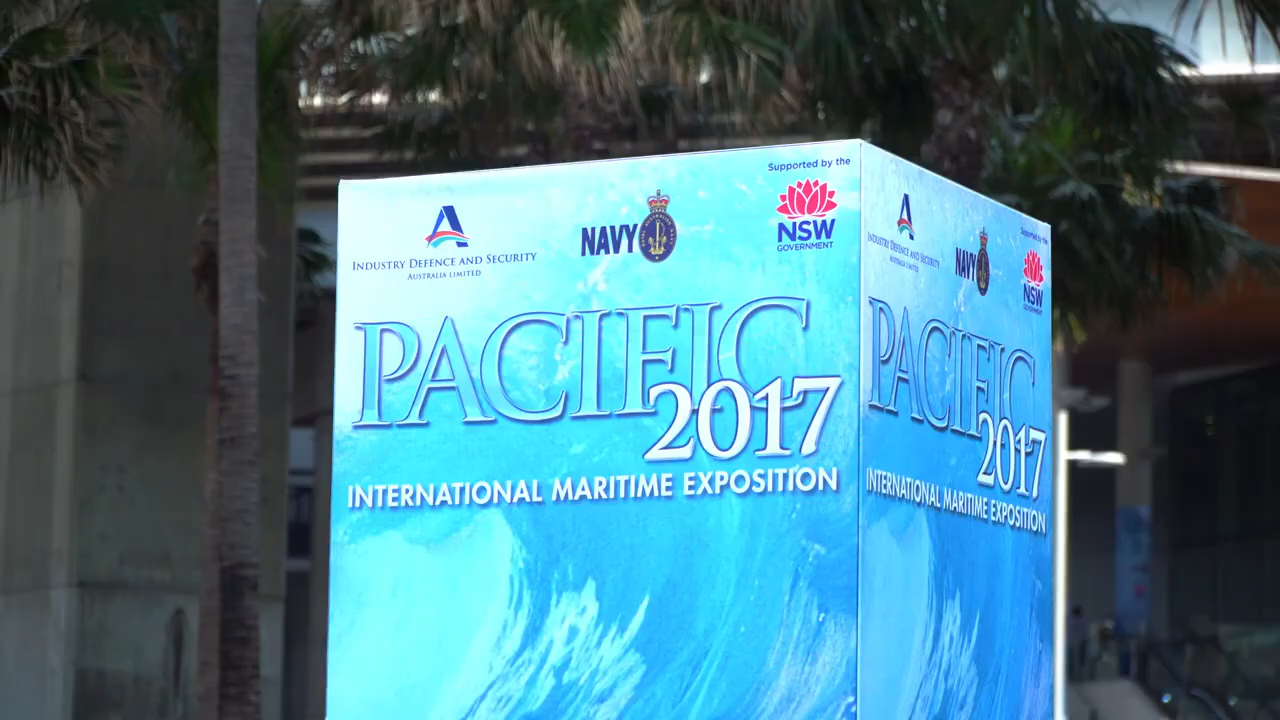 Supported by the
INDUSTRY DEFENCE AND SECURITY
AUSTRALIA LIMITED
NAVY
NSW
GOVERNMENT
PACIFIC
2017
INTERNATIONAL MARITIME EXPOSITION
Supported by the
INDUSTRY DEFENCE AND SECURITY
AUSTRALIA LIMITED
NAVY
NSW
GOVERNMENT
PACIFIC
2017
INTERNATIONAL MARITIME EXPOSITION